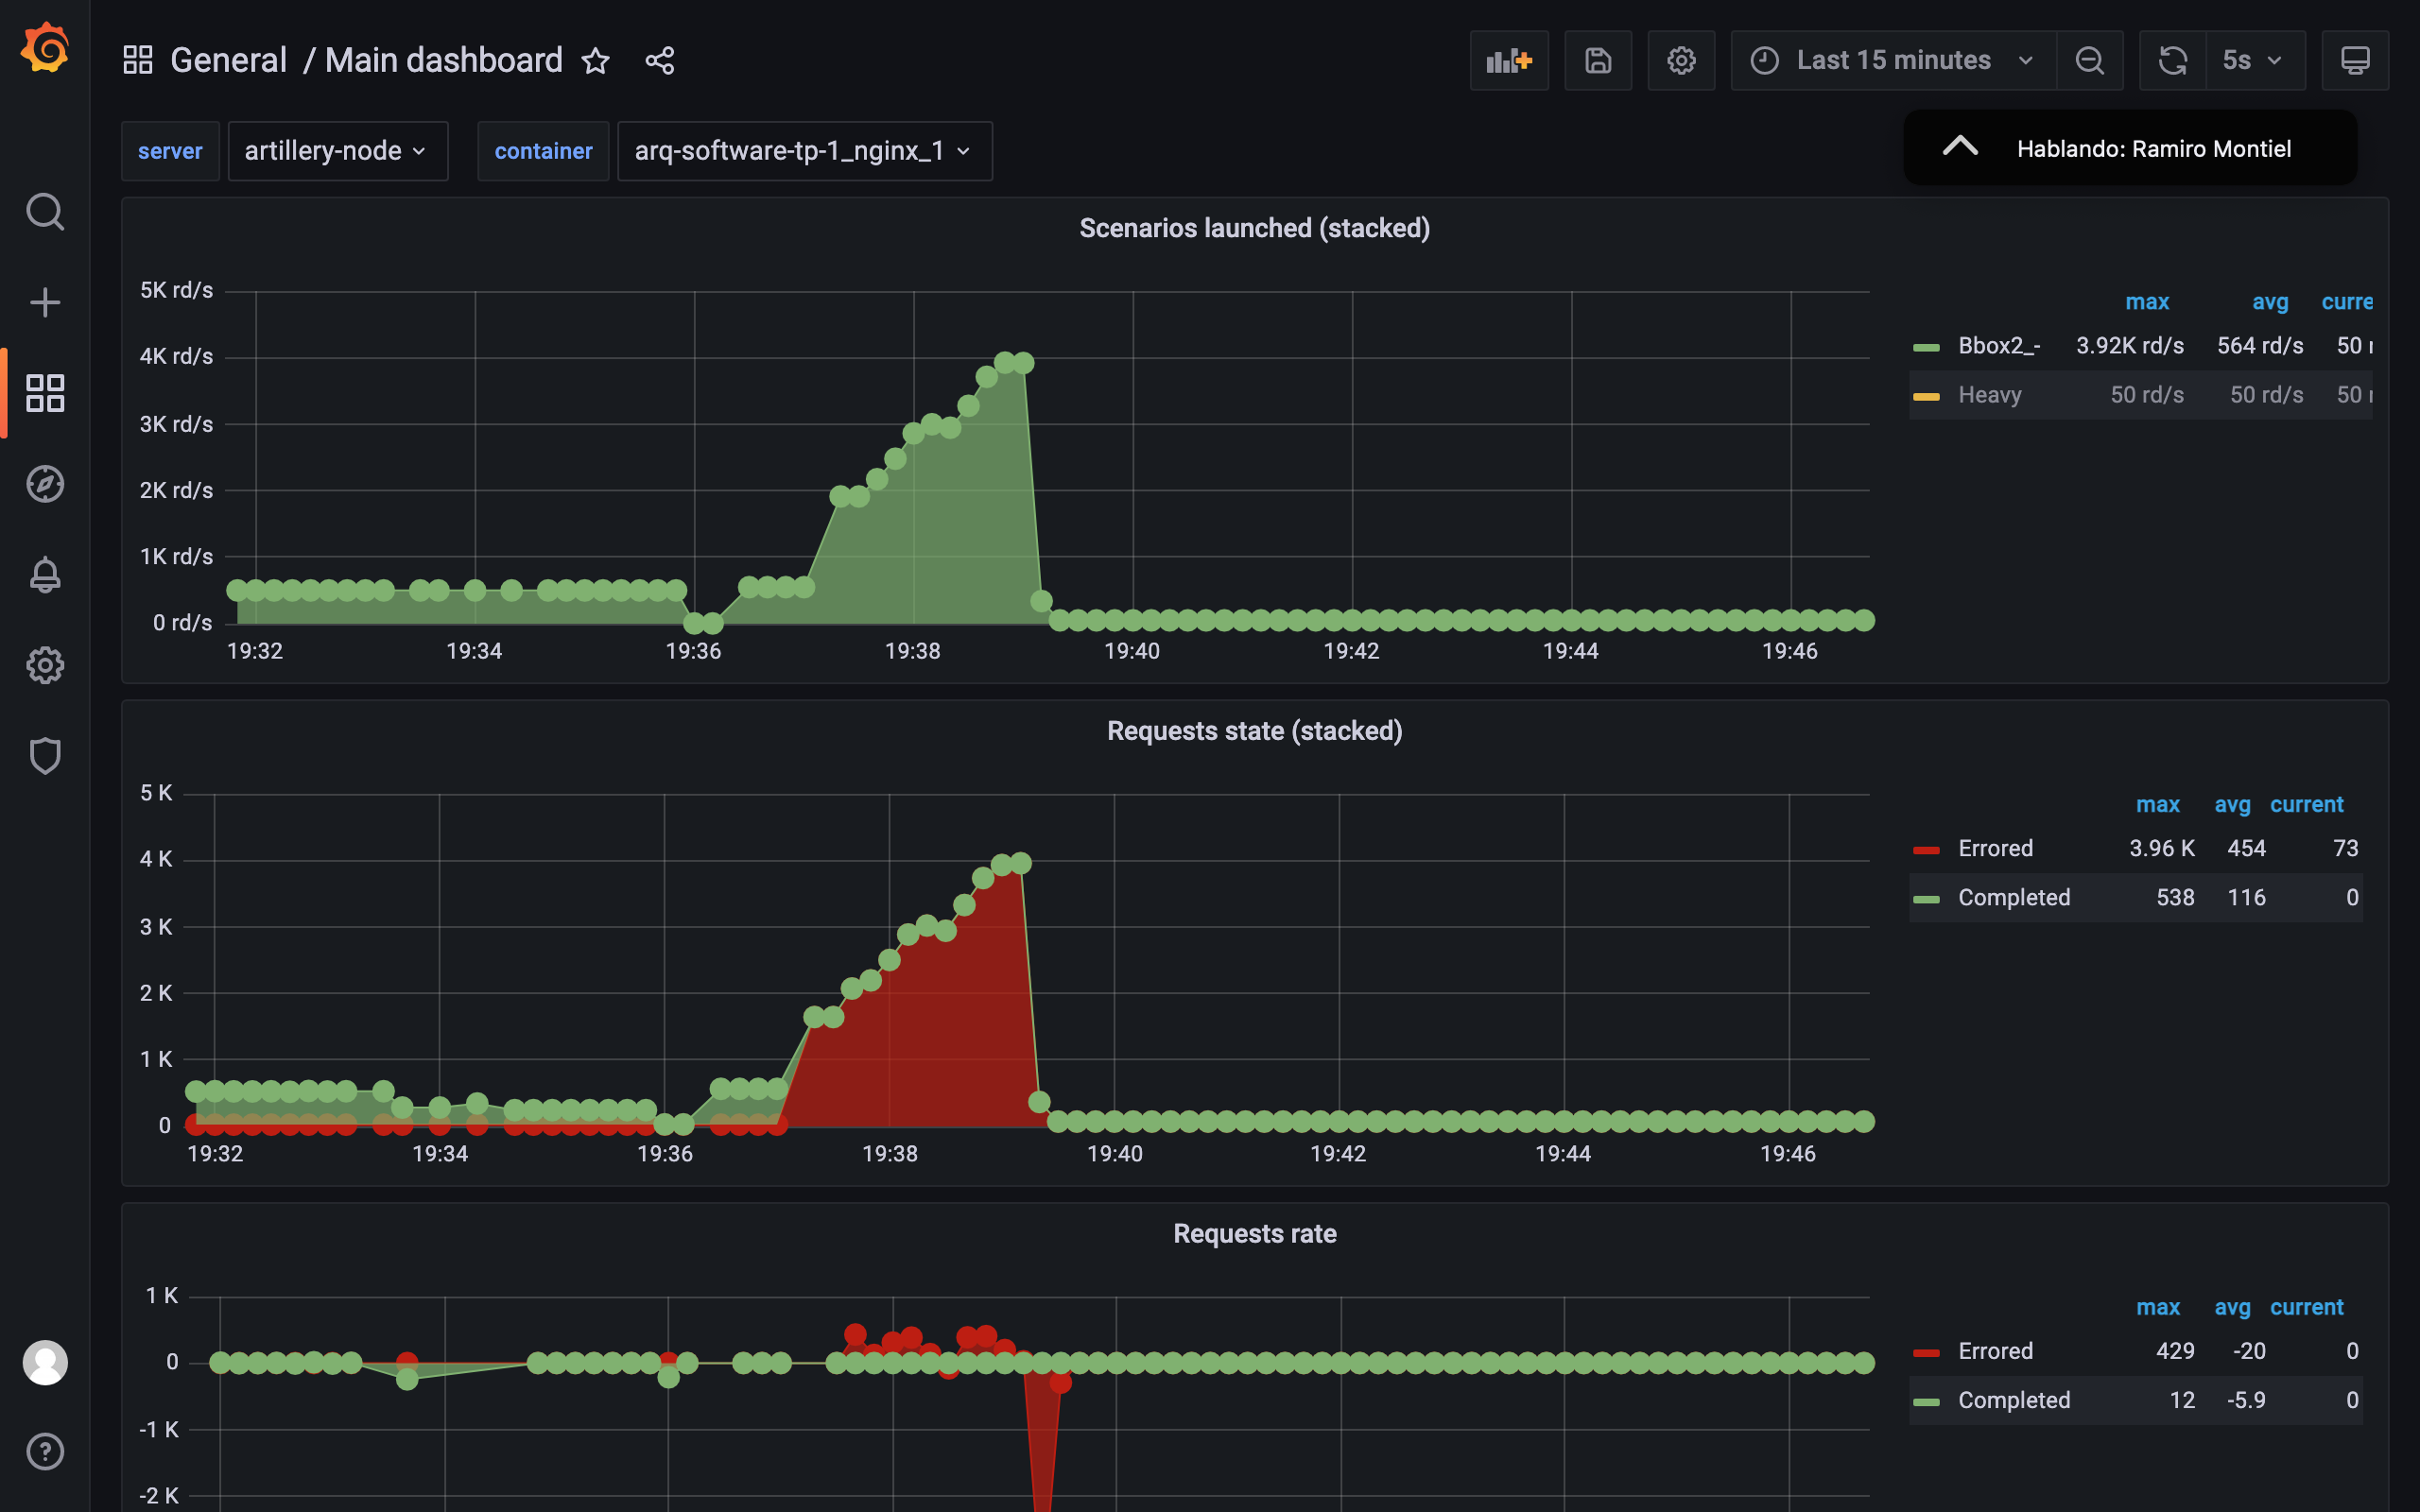 General / Main dashboard
Last 15 minutes
5s
server
artillery-node
container
arq-software-tp-1_nginx_1
Hablando: Ramiro Montiel
Scenarios launched (stacked)
5K rd/s
4K rd/s
3K rd/s
2K rd/s
1K rd/s
0 rd/s
19:32 19:34 19:36 19:38 19:40 19:42 19:44 19:46
max avg curre
Bbox2_- 3.92K rd/s 564 rd/s 50 r
Heavy 50 rd/s 50 rd/s 50 r
Requests state (stacked)
5 K
4 K
3 K
2 K
1 K
0
19:32 19:34 19:36 19:38 19:40 19:42 19:44 19:46
max avg current
Errored 3.96 K 454 73
Completed 538 116 0
Requests rate
1 K
0
-1 K
-2 K
max avg current
Errored 429 -20 0
Completed 12 -5.9 0